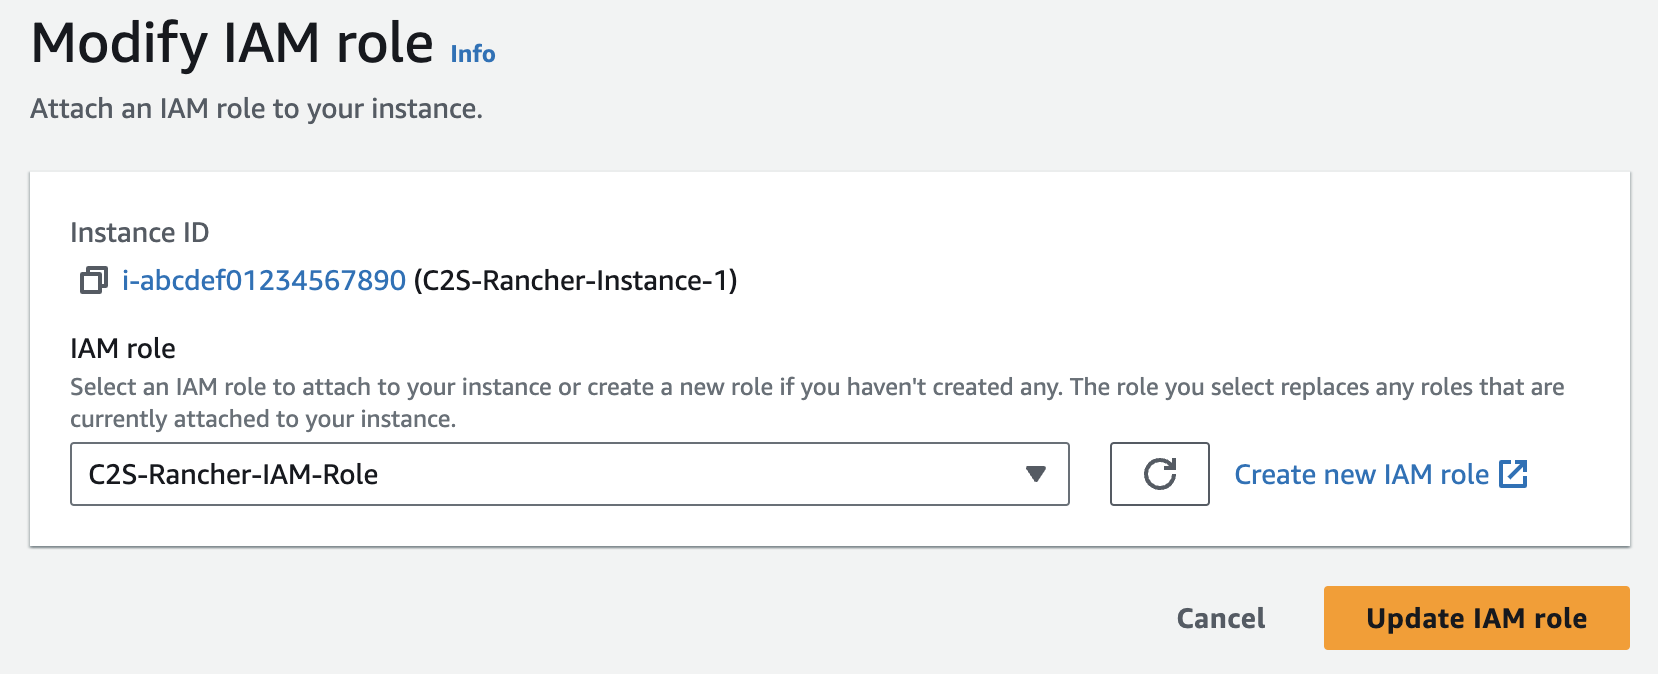 Modify IAM role Info
Attach an IAM role to your instance.
Instance ID
i-abcdef01234567890 (C2S-Rancher-Instance-1)
IAM role
Select an IAM role to attach to your instance or create a new role if you haven't created any. The role you select replaces any roles that are
currently attached to your instance.
C2S-Rancher-IAM-Role
Create new IAM role
Cancel
Update IAM role